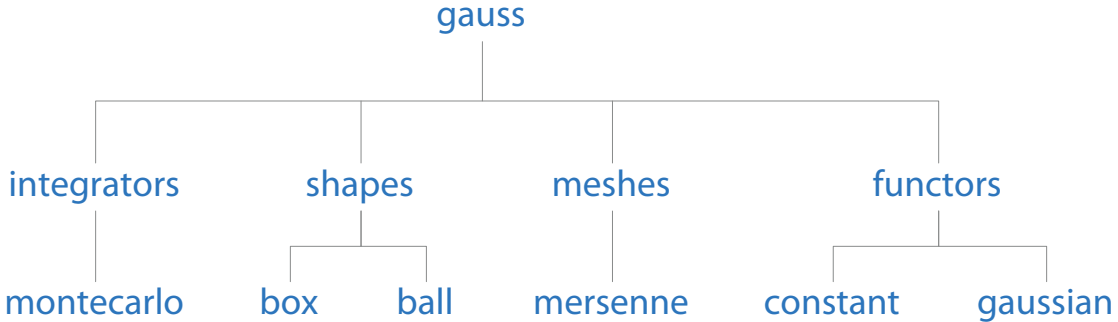 gauss
integrators shapes meshes functors
montecarlo box ball mersenne constant gaussian